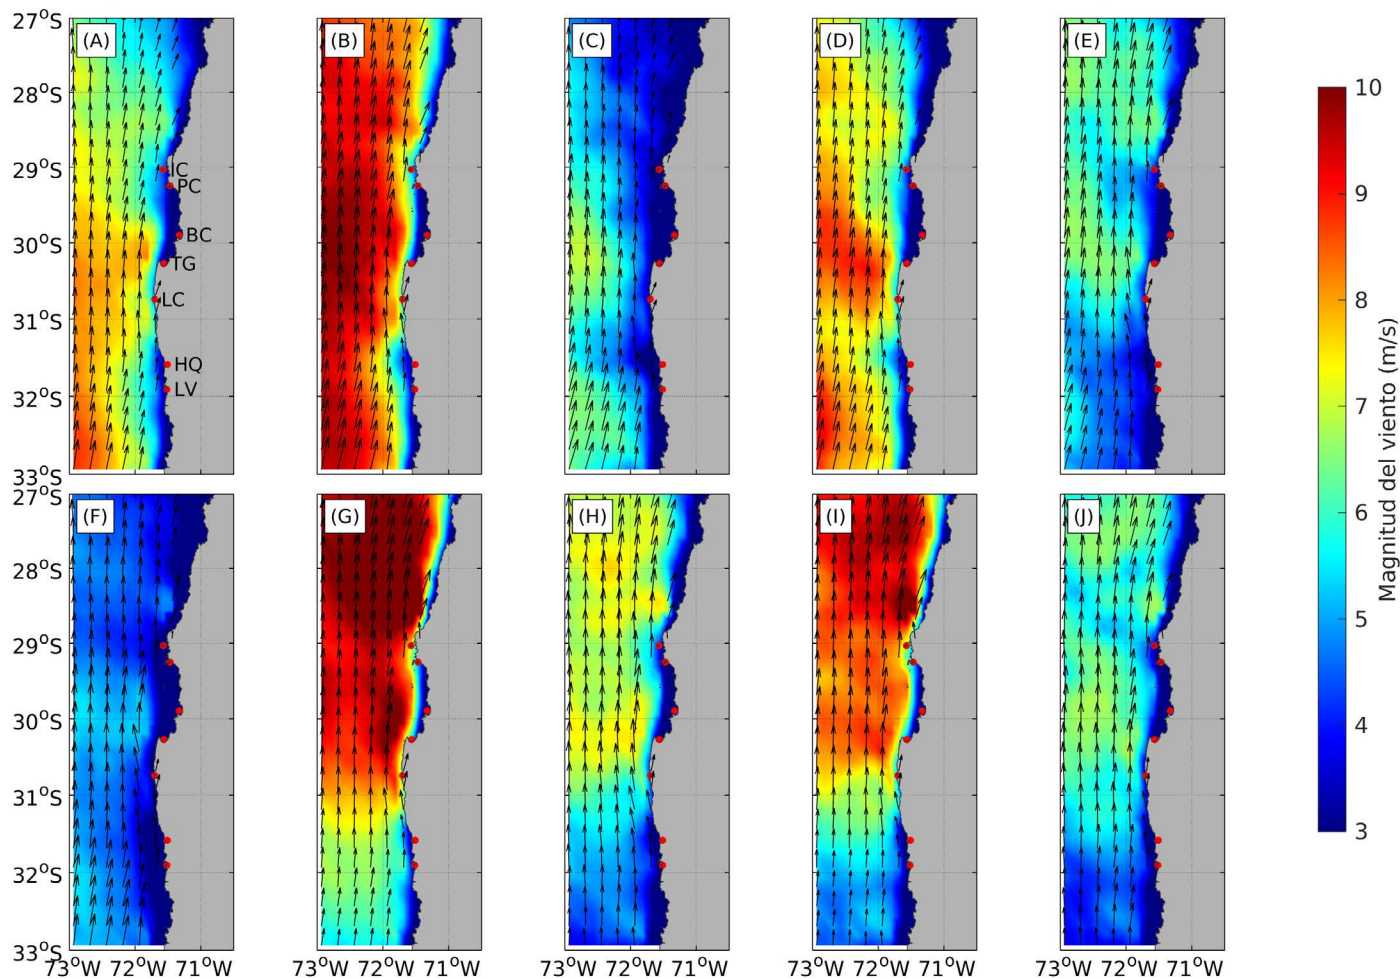 27°S
(A)
(B)
(C)
(D)
(E)
28°S
29°S
IC
PC
30°S
BC
TG
LC
31°S
HQ
LV
32°S
33°S
27°S
(F)
(G)
(H)
(I)
(J)
28°S
29°S
30°S
31°S
32°S
33°S
73°W 72°W 71°W
73°W 72°W 71°W
73°W 72°W 71°W
73°W 72°W 71°W
73°W 72°W 71°W
10
9
8
7
6
5
4
3
Magnitud del viento (m/s)